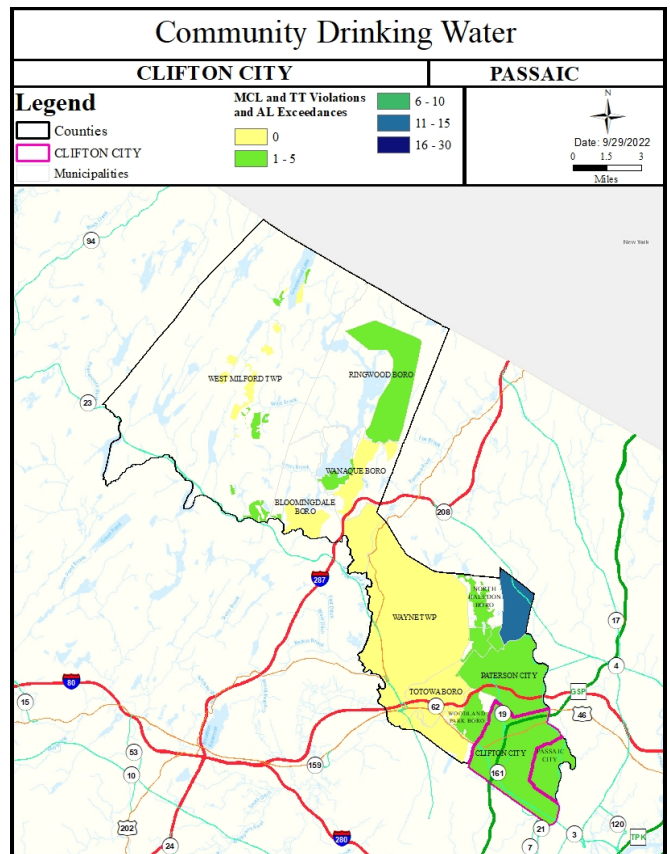 Community Drinking Water
CLIFTON CITY
PASSAIC
Legend
Counties
CLIFTON CITY
Municipalities
MCL and TT Violations
and AL Exceedances
0
1 - 5
6 - 10
11 - 15
16 - 30
N
Date: 9/29/2022
0 1.5 3
Miles
New York
94
WEST MILFORD TWP
RINGWOOD BORO
23
WANAQUE BORO
BLOOMINGDALE
BORO
208
287
NORTH
HALEDON
BORO
WAYNE TWP
17
4
PATERSON CITY
80
TOTOWA BORO
GSP
15
62
19
46
WOODLAND
PARK BORO
53
CLIFTON CITY
PASSAIC
CITY
159
161
10
202
24
280
21
3
120
7
TPK